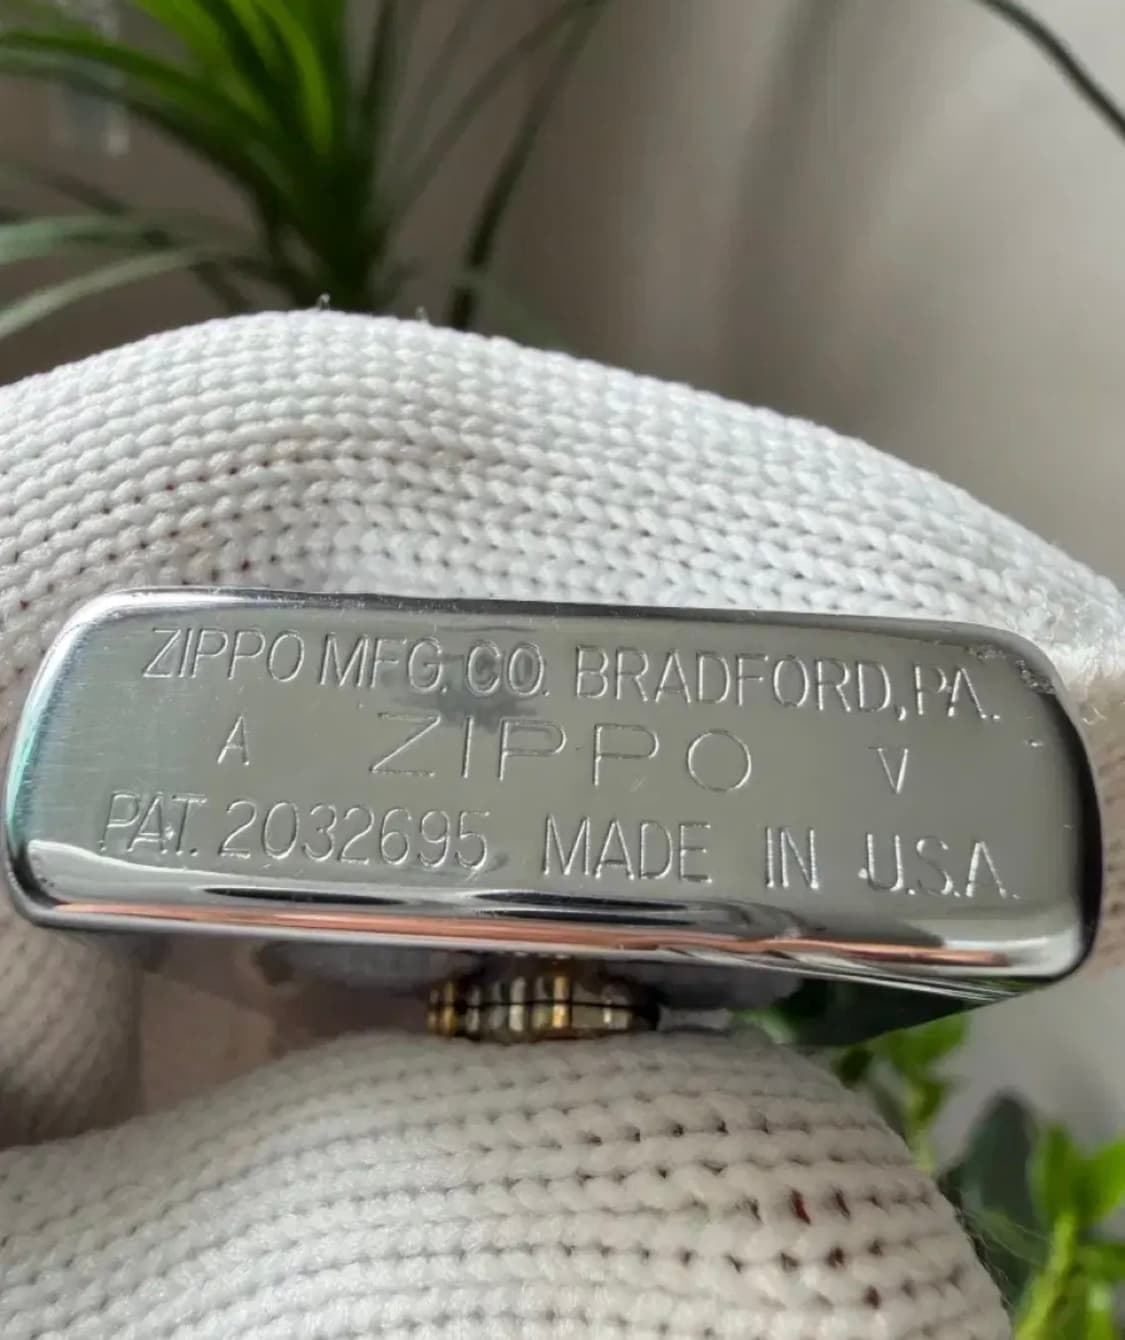 ZIPPO MFG. CO. BRADFORD, PA.
A ZIPPO V
PAT. 2032695 MADE IN U.S.A.